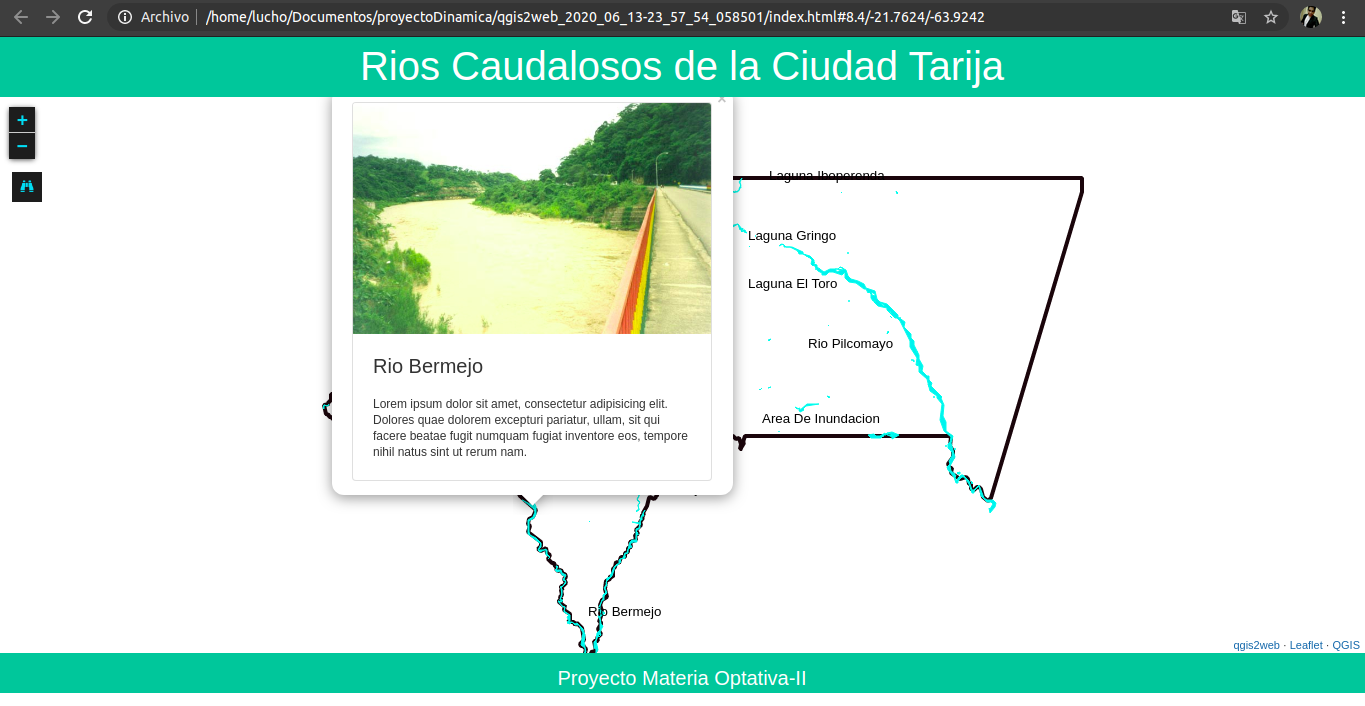 Archivo
/home/lucho/Documentos/proyectoDinamica/qgis2web_2020_06_13-23_57_54_058501/index.html#8.4/-21.7624/-63.9242
Rios Caudalosos de la Ciudad Tarija
+
−
×
Laguna Iboperenda
Laguna Gringo
Laguna El Toro
Rio Pilcomayo
Area De Inundacion
Rio Bermejo
Lorem ipsum dolor sit amet, consectetur adipisicing elit.
Dolores quae dolorem excepturi pariatur, ullam, sit qui
facere beatae fugit numquam fugiat inventore eos, tempore
nihil natus sint ut rerum nam.
Rio Bermejo
qgis2web · Leaflet · QGIS
Proyecto Materia Optativa-II